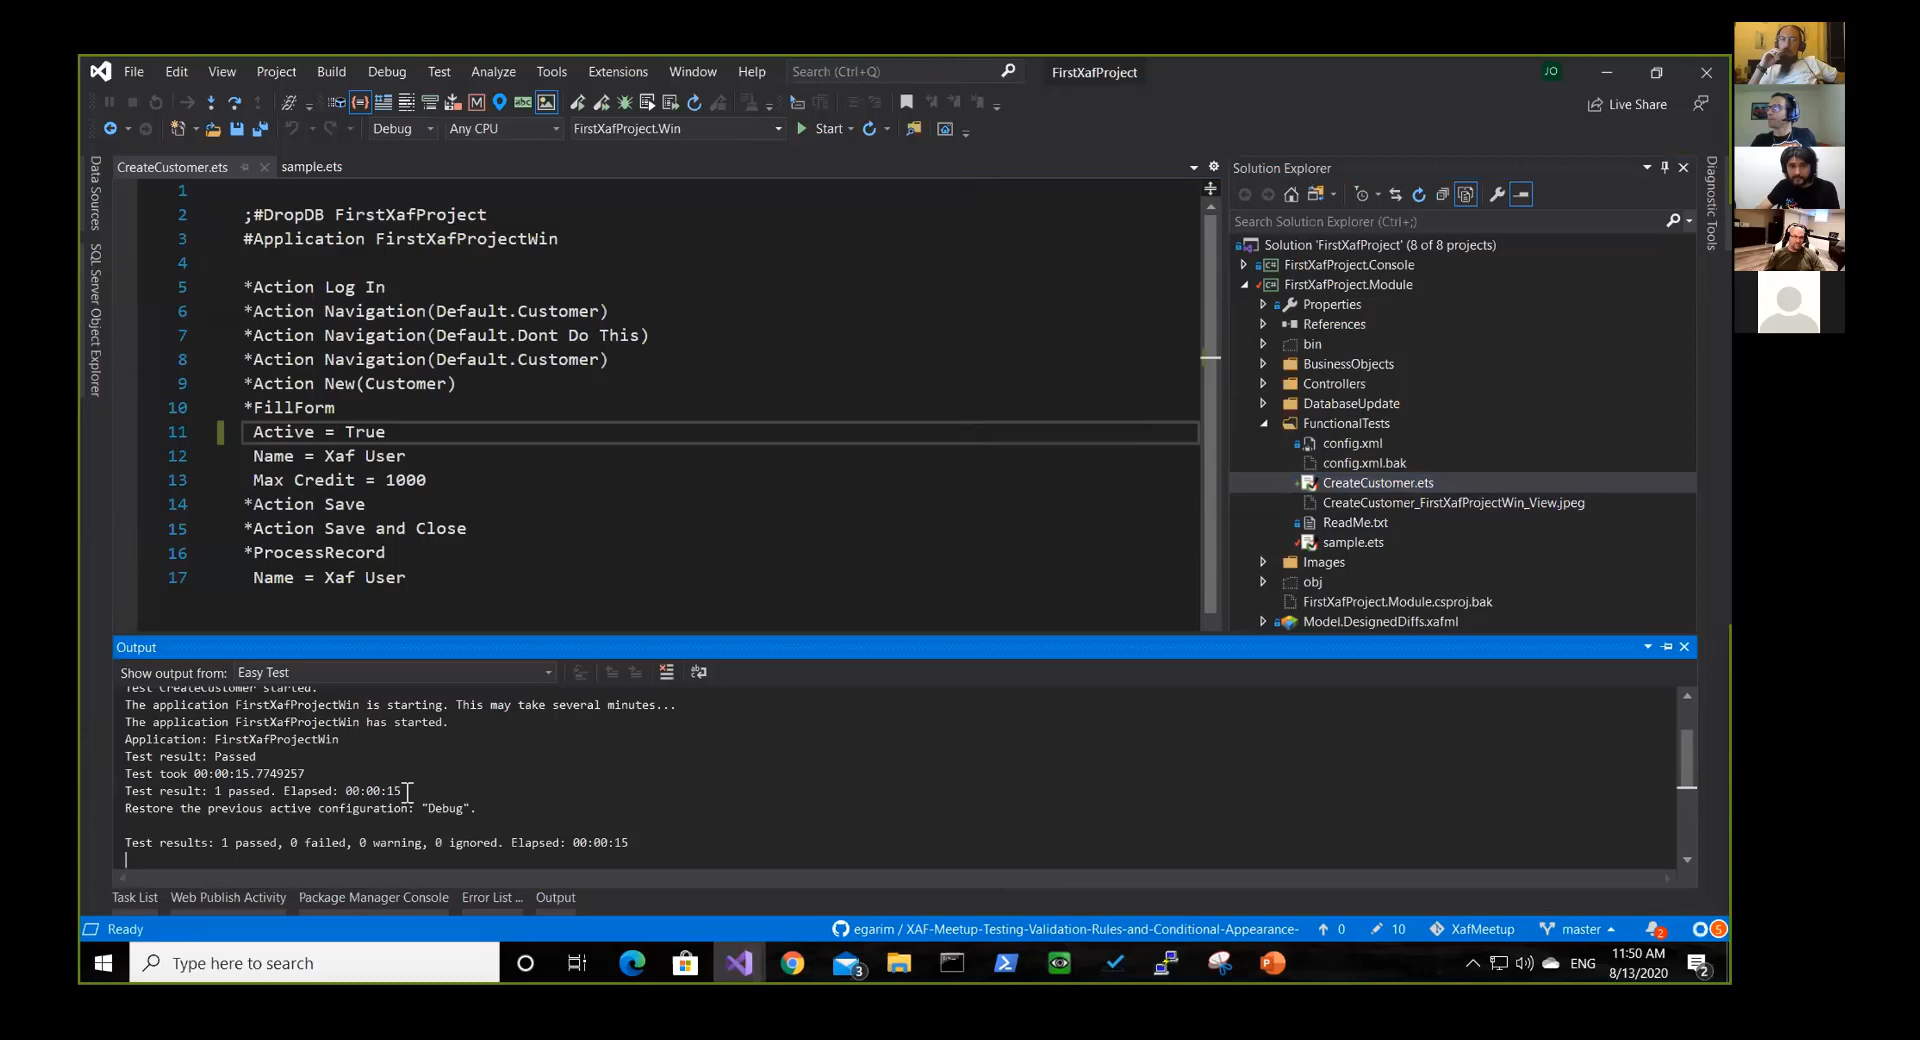 File Edit View Project Build Debug Test Analyze Tools Extensions Window Help Search (Ctrl+Q) FirstXafProject JO
Live Share
Debug Any CPU FirstXafProject.Win Start
CreateCustomer.ets sample.ets
Data Sources
SQL Server Object Explorer
1
2 ;#DropDB FirstXafProject
3 #Application FirstXafProjectWin
4
5 *Action Log In
6 *Action Navigation(Default.Customer)
7 *Action Navigation(Default.Dont Do This)
8 *Action Navigation(Default.Customer)
9 *Action New(Customer)
10 *FillForm
11 Active = True
12 Name = Xaf User
13 Max Credit = 1000
14 *Action Save
15 *Action Save and Close
16 *ProcessRecord
17 Name = Xaf User
Solution Explorer
Search Solution Explorer (Ctrl+;)
Solution 'FirstXafProject' (8 of 8 projects)
FirstXafProject.Console
FirstXafProject.Module
Properties
References
bin
BusinessObjects
Controllers
DatabaseUpdate
FunctionalTests
config.xml
config.xml.bak
CreateCustomer.ets
CreateCustomer_FirstXafProjectWin_View.jpeg
ReadMe.txt
sample.ets
Images
obj
FirstXafProject.Module.csproj.bak
Model.DesignedDiffs.xafml
Diagnostic Tools
Output
Show output from: Easy Test
Test CreateCustomer started.
The application FirstXafProjectWin is starting. This may take several minutes...
The application FirstXafProjectWin has started.
Application: FirstXafProjectWin
Test result: Passed
Test took 00:00:15.7749257
Test result: 1 passed. Elapsed: 00:00:15
Restore the previous active configuration: "Debug".
Test results: 1 passed, 0 failed, 0 warning, 0 ignored. Elapsed: 00:00:15
Task List Web Publish Activity Package Manager Console Error List ... Output
Ready egarim / XAF-Meetup-Testing-Validation-Rules-and-Conditional-Appearance- 0 10 XafMeetup master 2 5
Type here to search 3 ENG 11:50 AM
8/13/2020 2